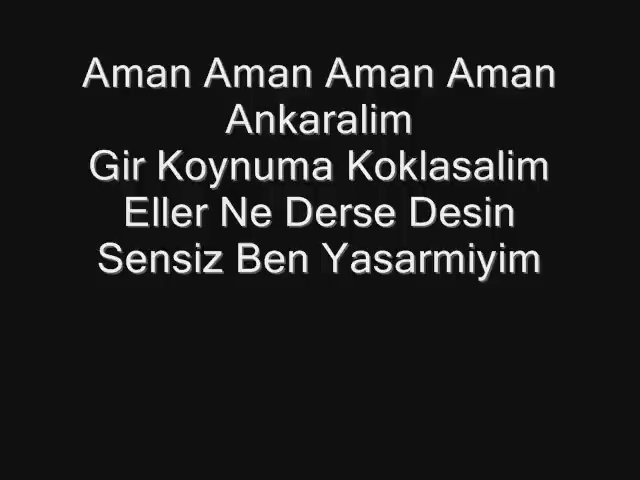 Aman Aman Aman Aman
Ankaralim
Gir Koynuma Koklasalim
Eller Ne Derse Desin
Sensiz Ben Yasarmiyim